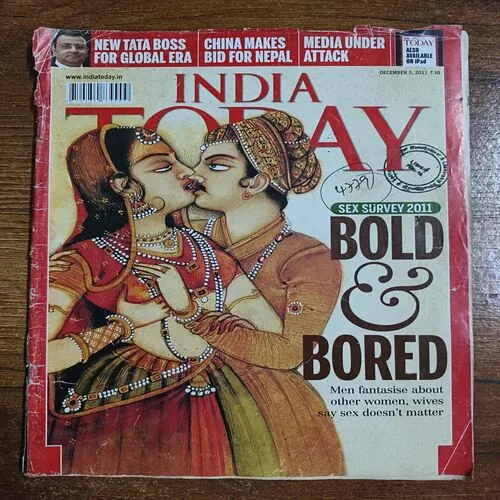 NEW TATA BOSS
FOR GLOBAL ERA
CHINA MAKES
BID FOR NEPAL
MEDIA UNDER
ATTACK
TODAY
ALSO
AVAILABLE
ON iPad
www.indiatoday.in
DECEMBER 5, 2011 ₹30
INDIA
TODAY
SEX SURVEY 2011
BOLD
&
BORED
Men fantasise about
other women, wives
say sex doesn't matter